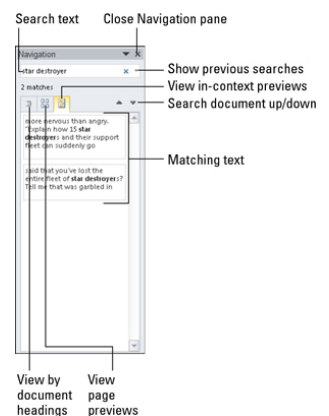 Search text
Close Navigation pane
Navigation
star destroyer
Show previous searches
2 matches
View in-context previews
Search document up/down
more nervous than angry.
"Explain how 15 star
destroyers and their support
fleet can suddenly go
Matching text
said that you've lost the
entire fleet of star destroyers?
Tell me that was garbled in
View by
document
headings
View
page
previews